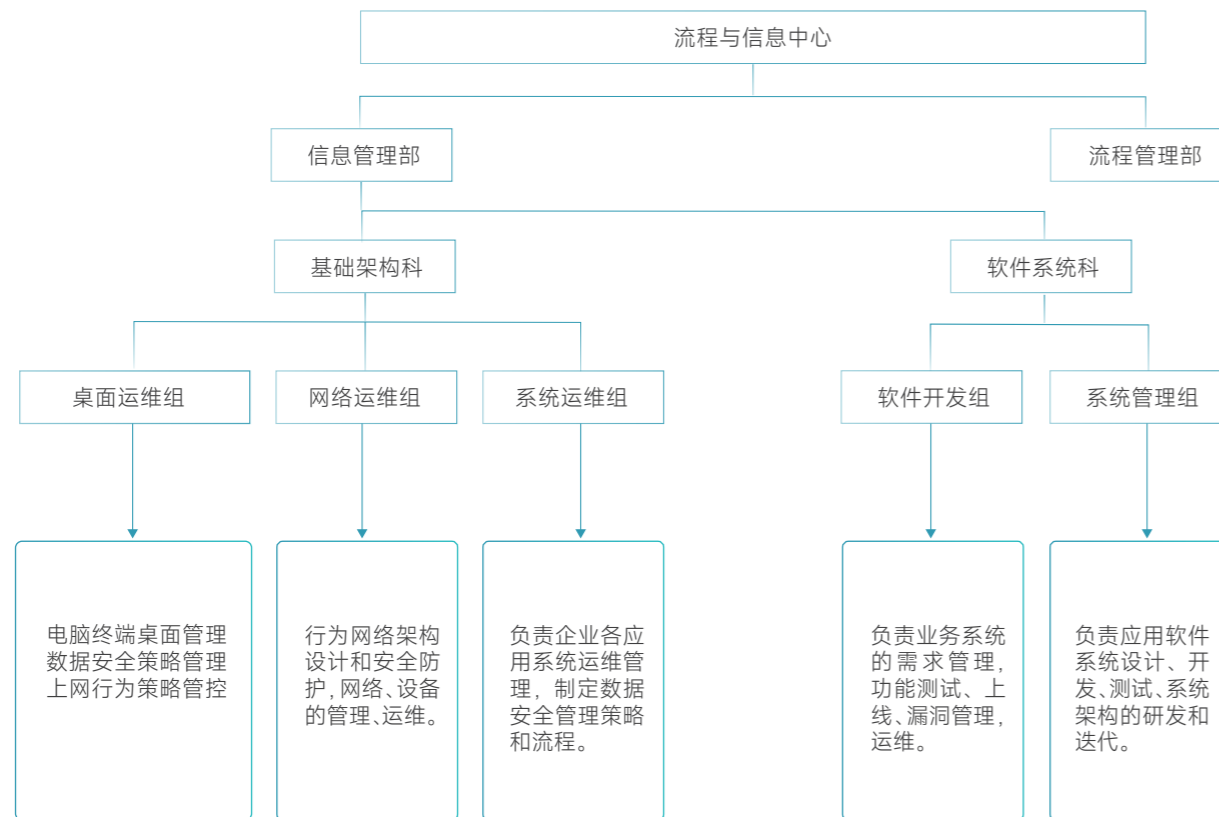 流程与信息中心
信息管理部
流程管理部
基础架构科
软件系统科
桌面运维组
网络运维组
系统运维组
软件开发组
系统管理组
电脑终端桌面管理
数据安全策略管理
上网行为策略管控
行为网络架构
设计和安全防
护,网络、设备
的管理、运维。
负责企业各应
用系统运维管
理，制定数据
安全管理策略
和流程。
负责业务系统
的需求管理,
功能测试、上
线、漏洞管理,
运维。
负责应用软件
系统设计、开
发、测试、系统
架构的研发和
迭代。